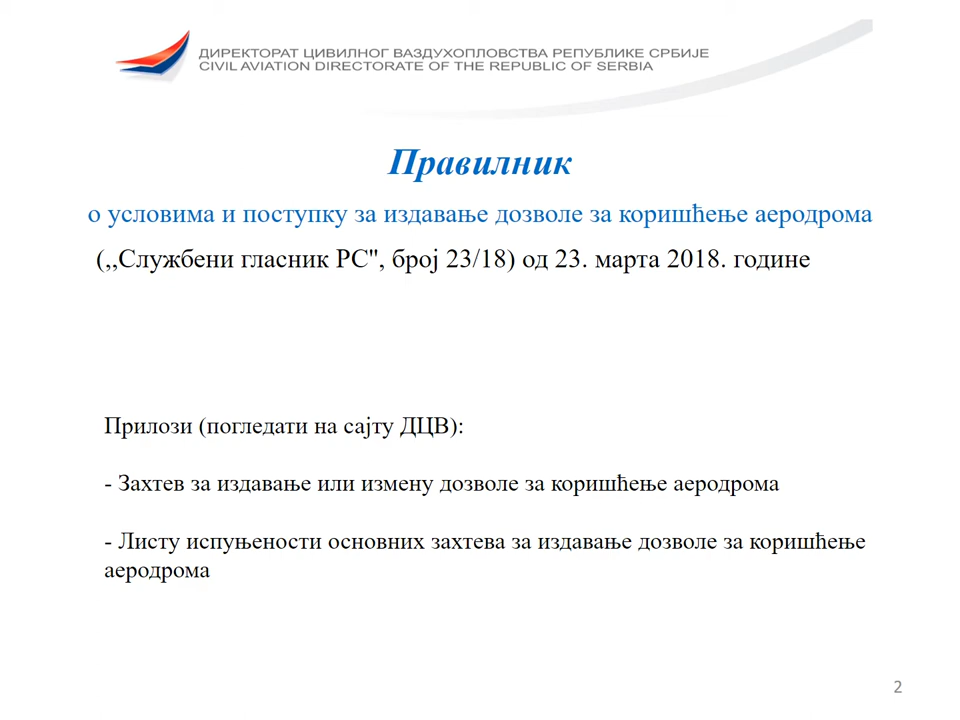 ДИРЕКТОРАТ ЦИВИЛНОГ ВАЗДУХОПЛОВСТВА РЕПУБЛИКЕ СРБИЈЕ
CIVIL AVIATION DIRECTORATE OF THE REPUBLIC OF SERBIA
Правилник
о условима и поступку за издавање дозволе за коришћење аеродрома
(,,Службени гласник РС", број 23/18) од 23. марта 2018. године
Прилози (погледати на сајту ДЦВ):
- Захтев за издавање или измену дозволе за коришћење аеродрома
- Листу испуњености основних захтева за издавање дозволе за коришћење
аеродрома
2